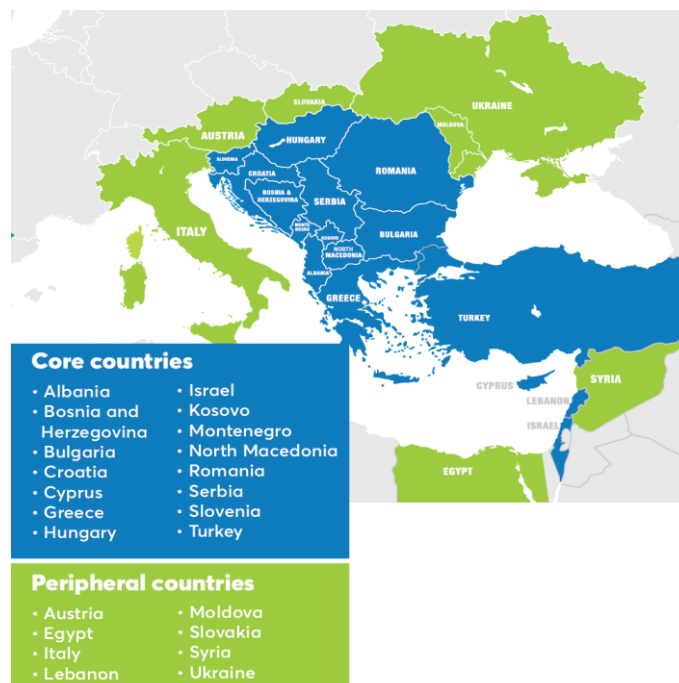 SLOVAKIA
UKRAINE
MOLDOVA
AUSTRIA
HUNGARY
SLOVENIA
CROATIA
ROMANIA
BOSNIA &
HERZEGOVINA
SERBIA
ITALY
MONTE
NEGRO
KOSOVO
BULGARIA
NORTH
MACEDONIA
ALBANIA
GREECE
TURKEY
CYPRUS
SYRIA
LEBANON
ISRAEL
EGYPT
Core countries
• Albania
• Bosnia and
Herzegovina
• Bulgaria
• Croatia
• Cyprus
• Greece
• Hungary
• Israel
• Kosovo
• Montenegro
• North Macedonia
• Romania
• Serbia
• Slovenia
• Turkey
Peripheral countries
• Austria
• Egypt
• Italy
• Lebanon
• Moldova
• Slovakia
• Syria
• Ukraine